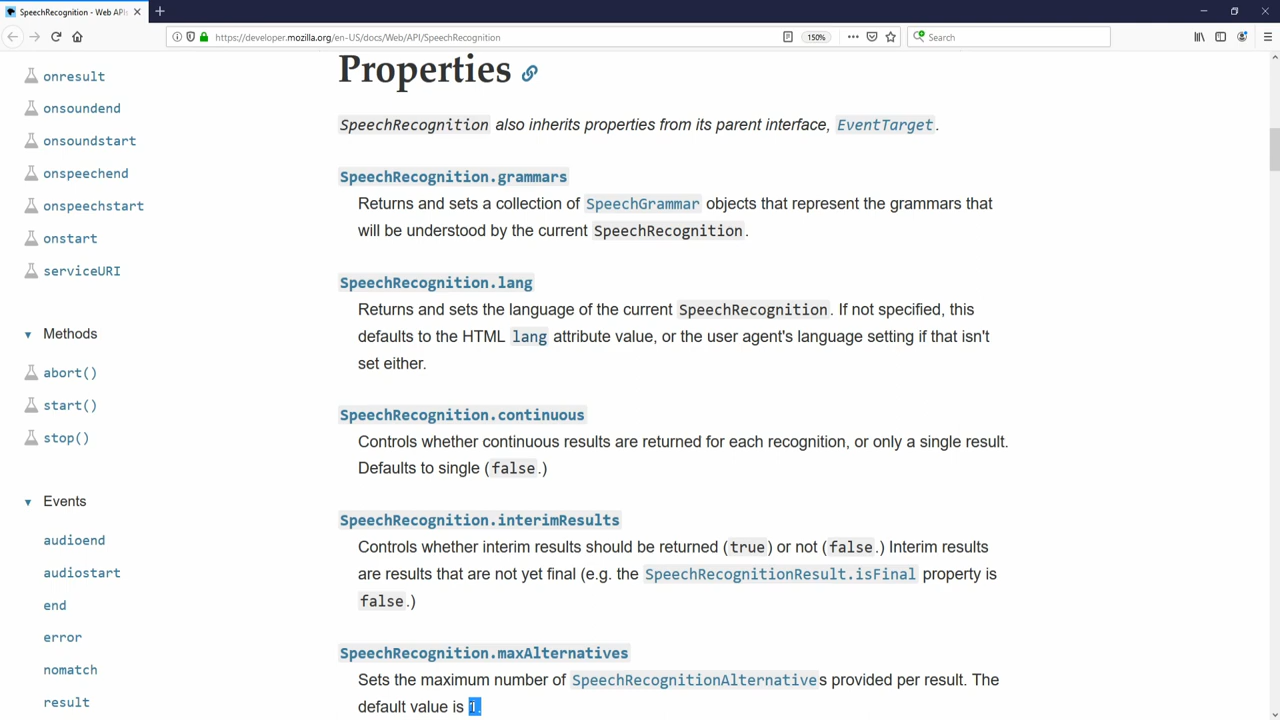 SpeechRecognition - Web APIs
https://developer.mozilla.org/en-US/docs/Web/API/SpeechRecognition
150%
Search
onresult
onsoundend
onsoundstart
onspeechend
onspeechstart
onstart
serviceURI
Methods
abort()
start()
stop()
Events
audioend
audiostart
end
error
nomatch
result
Properties
SpeechRecognition also inherits properties from its parent interface, EventTarget.
SpeechRecognition.grammars
Returns and sets a collection of SpeechGrammar objects that represent the grammars that
will be understood by the current SpeechRecognition.
SpeechRecognition.lang
Returns and sets the language of the current SpeechRecognition. If not specified, this
defaults to the HTML lang attribute value, or the user agent's language setting if that isn't
set either.
SpeechRecognition.continuous
Controls whether continuous results are returned for each recognition, or only a single result.
Defaults to single (false.)
SpeechRecognition.interimResults
Controls whether interim results should be returned (true) or not (false.) Interim results
are results that are not yet final (e.g. the SpeechRecognitionResult.isFinal property is
false.)
SpeechRecognition.maxAlternatives
Sets the maximum number of SpeechRecognitionAlternatives provided per result. The
default value is 1.